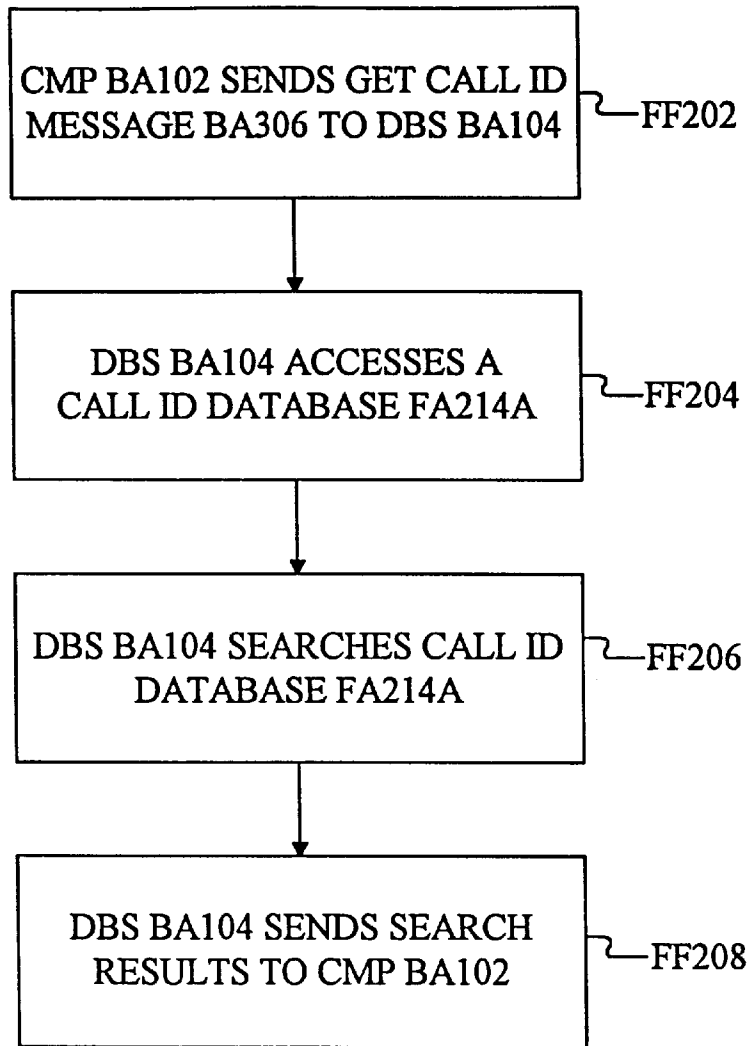 CMP BA102 SENDS GET CALL ID
MESSAGE BA306 TO DBS BA104
FF202
DBS BA104 ACCESSES A
CALL ID DATABASE FA214A
FF204
DBS BA104 SEARCHES CALL ID
DATABASE FA214A
FF206
DBS BA104 SENDS SEARCH
RESULTS TO CMP BA102
FF208